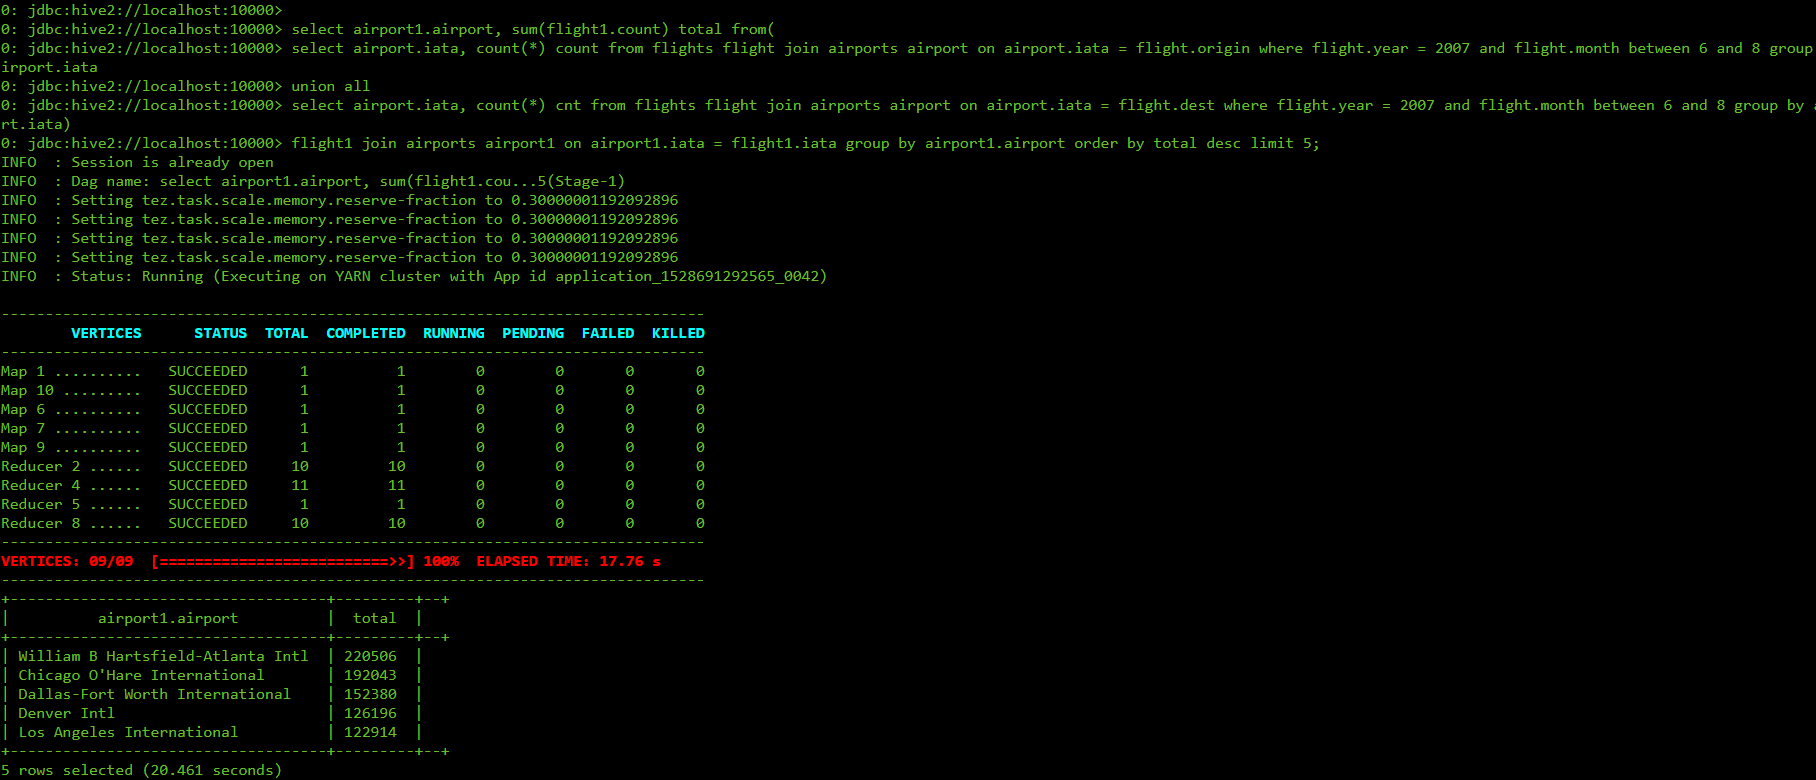 0: jdbc:hive2://localhost:10000>
0: jdbc:hive2://localhost:10000> select airport1.airport, sum(flight1.count) total from(
0: jdbc:hive2://localhost:10000> select airport.iata, count(*) count from flights flight join airports airport on airport.iata = flight.origin where flight.year = 2007 and flight.month between 6 and 8 group
irport.iata
0: jdbc:hive2://localhost:10000> union all
0: jdbc:hive2://localhost:10000> select airport.iata, count(*) cnt from flights flight join airports airport on airport.iata = flight.dest where flight.year = 2007 and flight.month between 6 and 8 group by a
rt.iata)
0: jdbc:hive2://localhost:10000> flight1 join airports airport1 on airport1.iata = flight1.iata group by airport1.airport order by total desc limit 5;
INFO  : Session is already open
INFO  : Dag name: select airport1.airport, sum(flight1.cou...5(Stage-1)
INFO  : Setting tez.task.scale.memory.reserve-fraction to 0.30000001192092896
INFO  : Setting tez.task.scale.memory.reserve-fraction to 0.30000001192092896
INFO  : Setting tez.task.scale.memory.reserve-fraction to 0.30000001192092896
INFO  : Setting tez.task.scale.memory.reserve-fraction to 0.30000001192092896
INFO  : Status: Running (Executing on YARN cluster with App id application_1528691292565_0042)
--------------------------------------------------------------------------------
        VERTICES      STATUS  TOTAL  COMPLETED  RUNNING  PENDING  FAILED  KILLED
--------------------------------------------------------------------------------
Map 1 ..........   SUCCEEDED      1          1        0        0       0       0
Map 10 .........   SUCCEEDED      1          1        0        0       0       0
Map 6 ..........   SUCCEEDED      1          1        0        0       0       0
Map 7 ..........   SUCCEEDED      1          1        0        0       0       0
Map 9 ..........   SUCCEEDED      1          1        0        0       0       0
Reducer 2 ......   SUCCEEDED     10         10        0        0       0       0
Reducer 4 ......   SUCCEEDED     11         11        0        0       0       0
Reducer 5 ......   SUCCEEDED      1          1        0        0       0       0
Reducer 8 ......   SUCCEEDED     10         10        0        0       0       0
--------------------------------------------------------------------------------
VERTICES: 09/09  [==========================>>] 100%  ELAPSED TIME: 17.76 s
--------------------------------------------------------------------------------
+-----------------------------------+---------+--+
|          airport1.airport         |  total  |
+-----------------------------------+---------+--+
| William B Hartsfield-Atlanta Intl  | 220506  |
| Chicago O'Hare International       | 192043  |
| Dallas-Fort Worth International    | 152380  |
| Denver Intl                        | 126196  |
| Los Angeles International          | 122914  |
+-----------------------------------+---------+--+
5 rows selected (20.461 seconds)